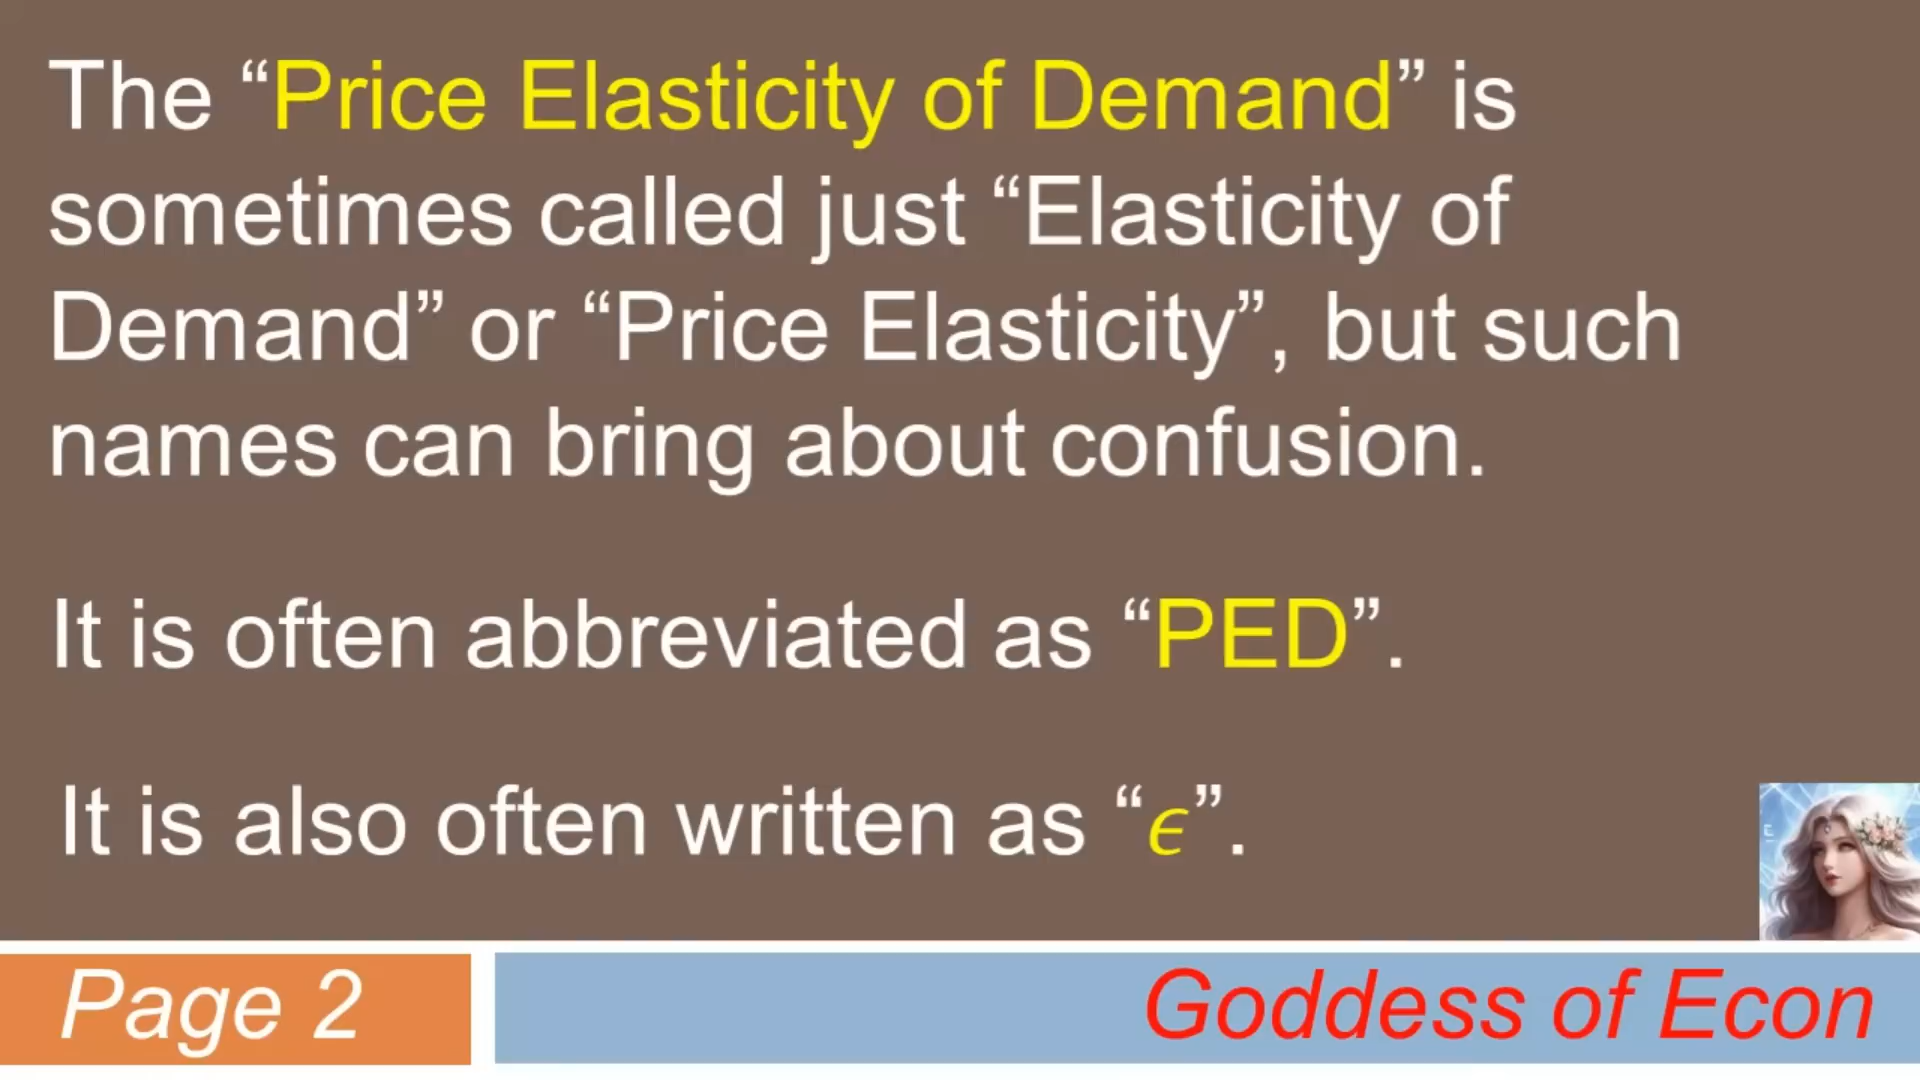 The “Price Elasticity of Demand” is
sometimes called just “Elasticity of
Demand” or “Price Elasticity”, but such
names can bring about confusion.
It is often abbreviated as “PED”.
It is also often written as “ϵ”.
Page 2
Goddess of Econ